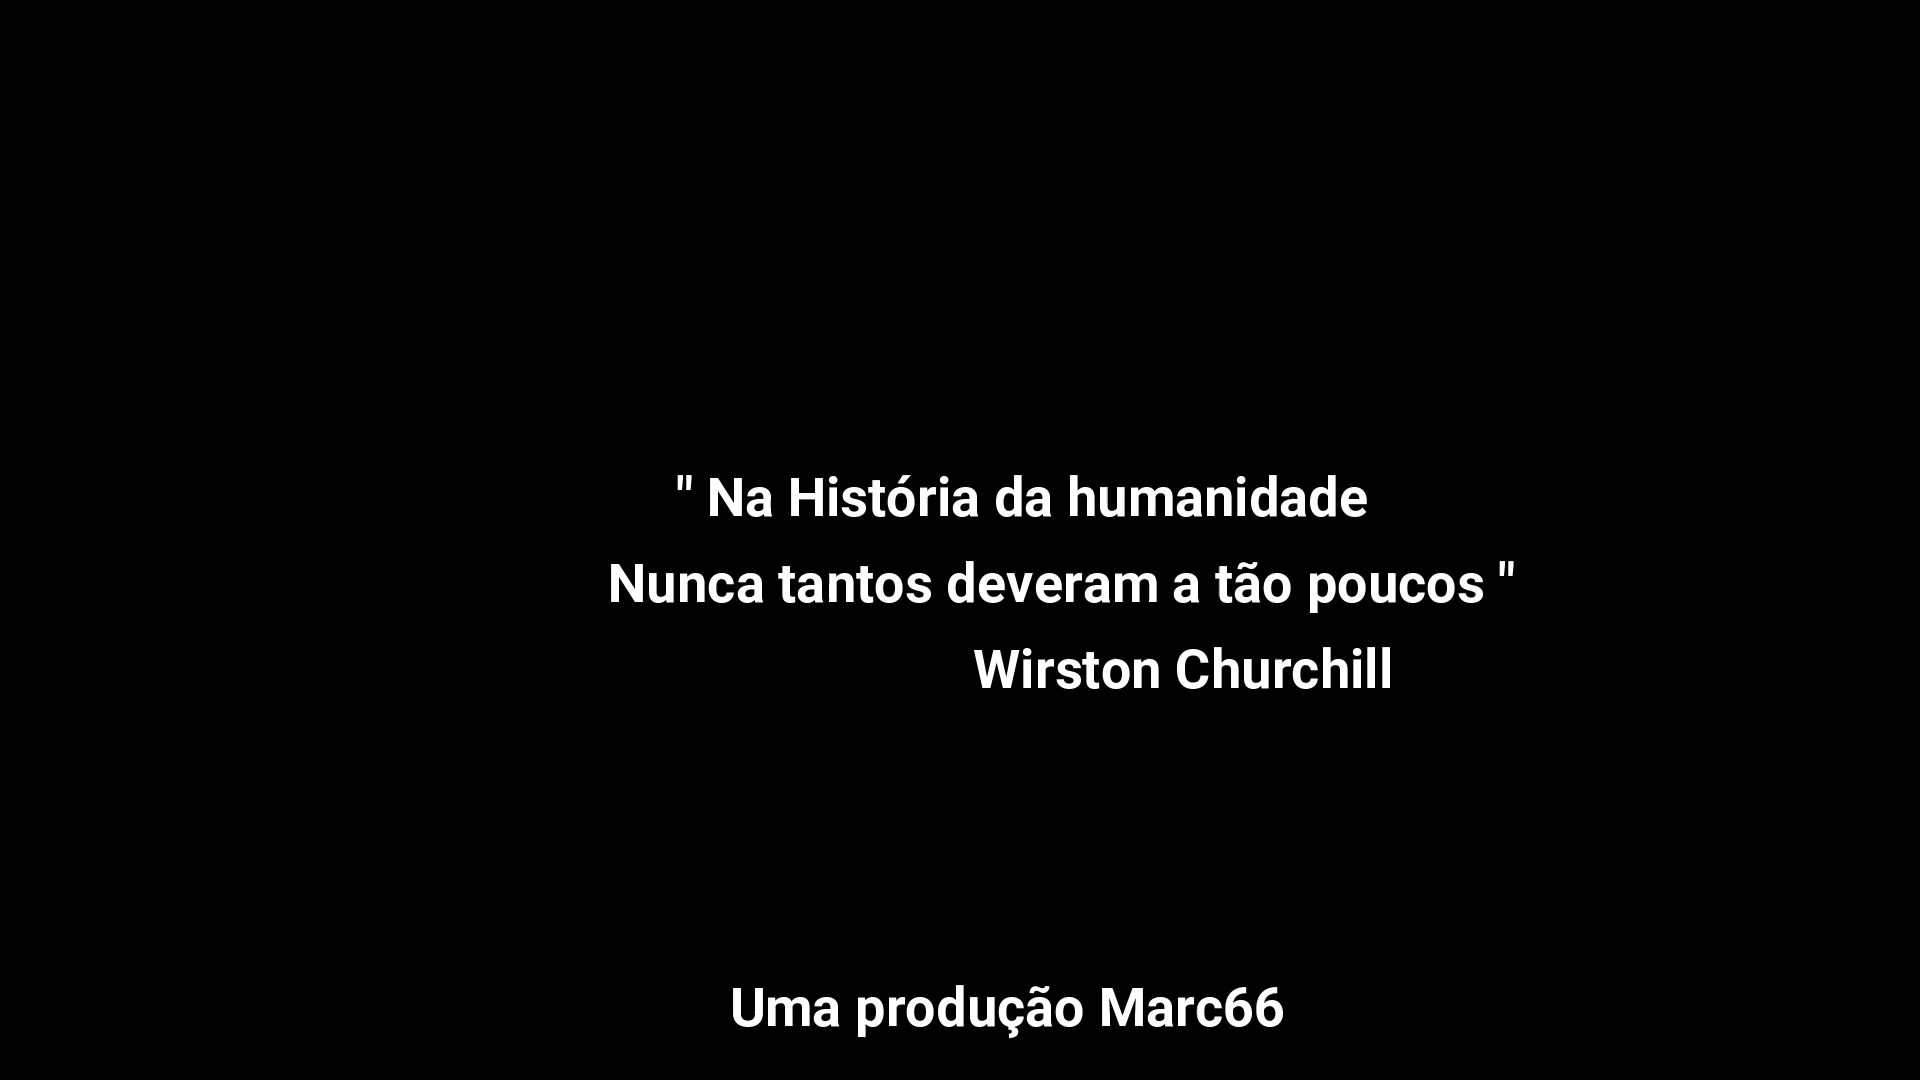 " Na História da humanidade
Nunca tantos deveram a tão poucos "
Wirston Churchill
Uma produção Marc66